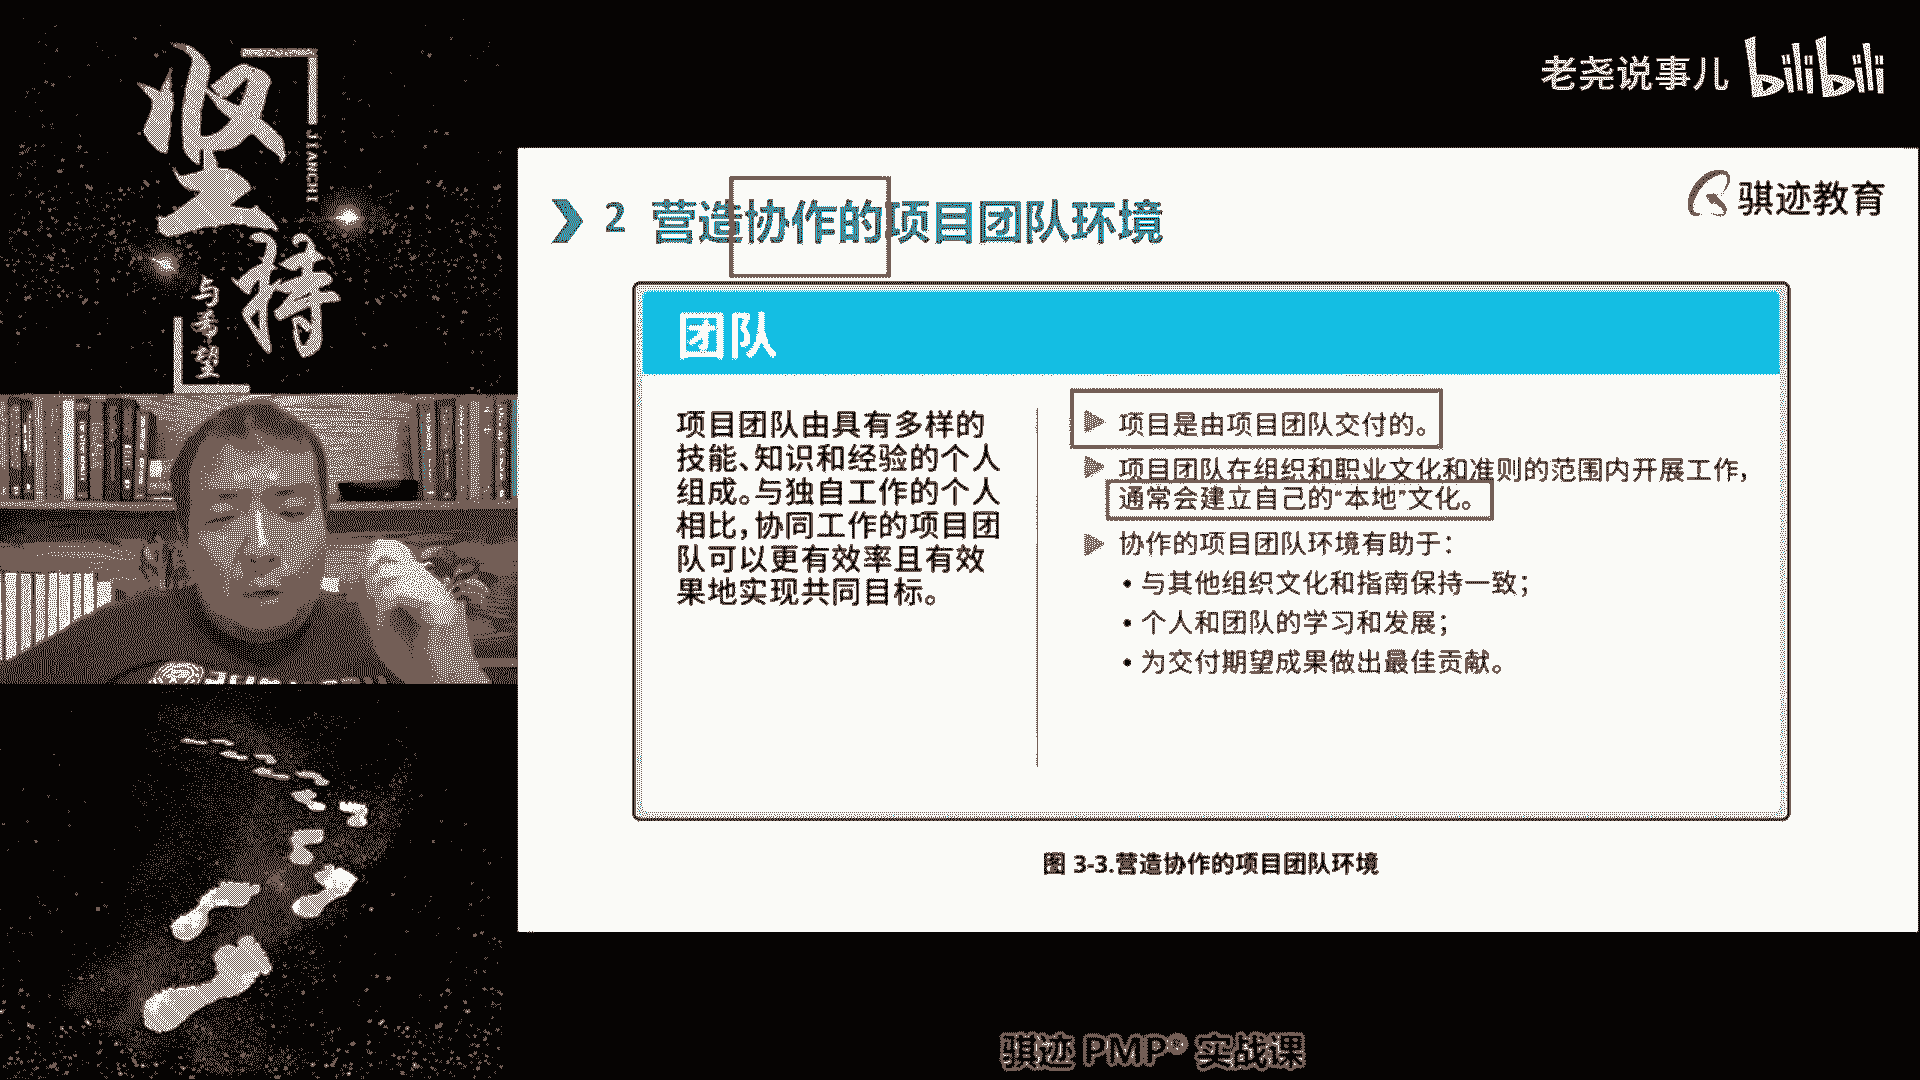 坚持
JIANCHI
与希望
老尧说事儿 bilibili
骐迹教育
2 营造协作的项目团队环境
团队
项目团队由具有多样的
技能、知识和经验的个人
组成。与独自工作的个人
相比，协同工作的项目团
队可以更有效率且有效
果地实现共同目标。
项目是由项目团队交付的。
项目团队在组织和职业文化和准则的范围内开展工作，
通常会建立自己的“本地”文化。
协作的项目团队环境有助于：
• 与其他组织文化和指南保持一致；
• 个人和团队的学习和发展；
• 为交付期望成果做出最佳贡献。
图 3-3.营造协作的项目团队环境
骐迹 PMP® 实战课